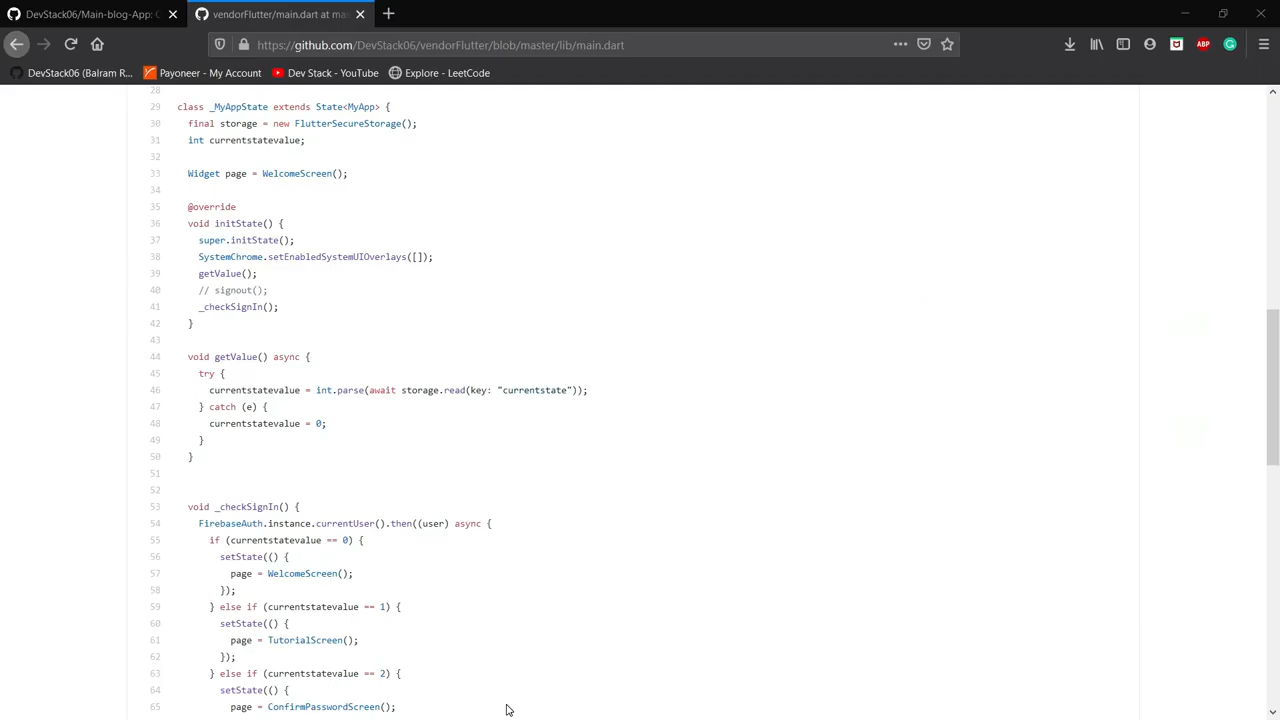 DevStack06/Main-blog-App: C
vendorFlutter/main.dart at mas
https://github.com/DevStack06/vendorFlutter/blob/master/lib/main.dart
ABP
DevStack06 (Balram R...
Payoneer - My Account
Dev Stack - YouTube
Explore - LeetCode
28
29 class _MyAppState extends State<MyApp> {
30 final storage = new FlutterSecureStorage();
31 int currentstatevalue;
32
33 Widget page = WelcomeScreen();
34
35 @override
36 void initState() {
37 super.initState();
38 SystemChrome.setEnabledSystemUIOverlays([]);
39 getValue();
40 // signout();
41 _checkSignIn();
42 }
43
44 void getValue() async {
45 try {
46 currentstatevalue = int.parse(await storage.read(key: "currentstate"));
47 } catch (e) {
48 currentstatevalue = 0;
49 }
50 }
51
52
53 void _checkSignIn() {
54 FirebaseAuth.instance.currentUser().then((user) async {
55 if (currentstatevalue == 0) {
56 setState(() {
57 page = WelcomeScreen();
58 });
59 } else if (currentstatevalue == 1) {
60 setState(() {
61 page = TutorialScreen();
62 });
63 } else if (currentstatevalue == 2) {
64 setState(() {
65 page = ConfirmPasswordScreen();